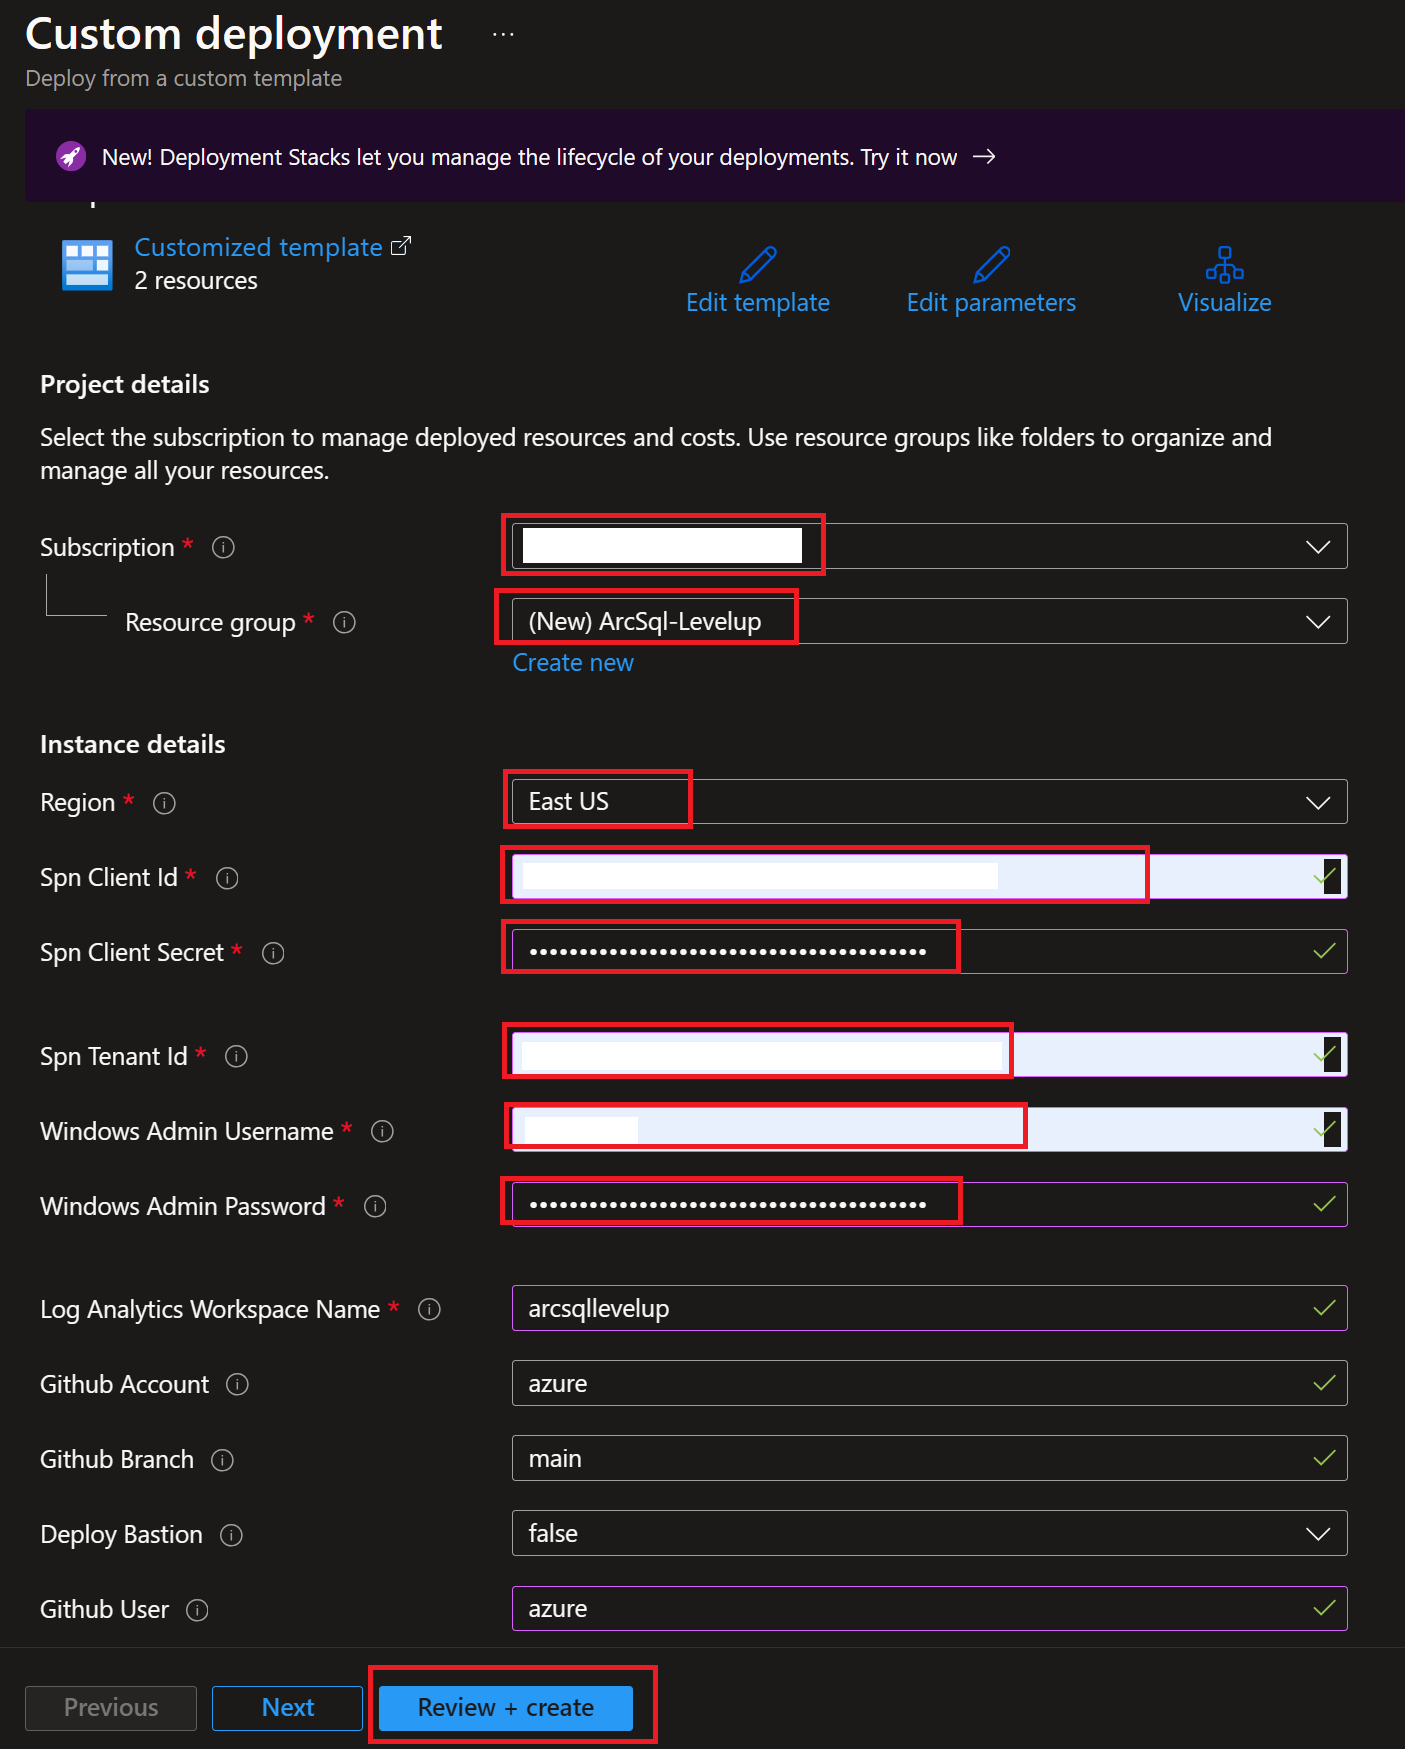 Custom deployment ...
Deploy from a custom template
New! Deployment Stacks let you manage the lifecycle of your deployments. Try it now →
Customized template
2 resources
Edit template
Edit parameters
Visualize
Project details
Select the subscription to manage deployed resources and costs. Use resource groups like folders to organize and
manage all your resources.
Subscription *
Resource group *
(New) ArcSql-Levelup
Create new
Instance details
Region *
East US
Spn Client Id *
Spn Client Secret *
Spn Tenant Id *
Windows Admin Username *
Windows Admin Password *
Log Analytics Workspace Name *
arcsqllevelup
Github Account
azure
Github Branch
main
Deploy Bastion
false
Github User
azure
Previous
Next
Review + create